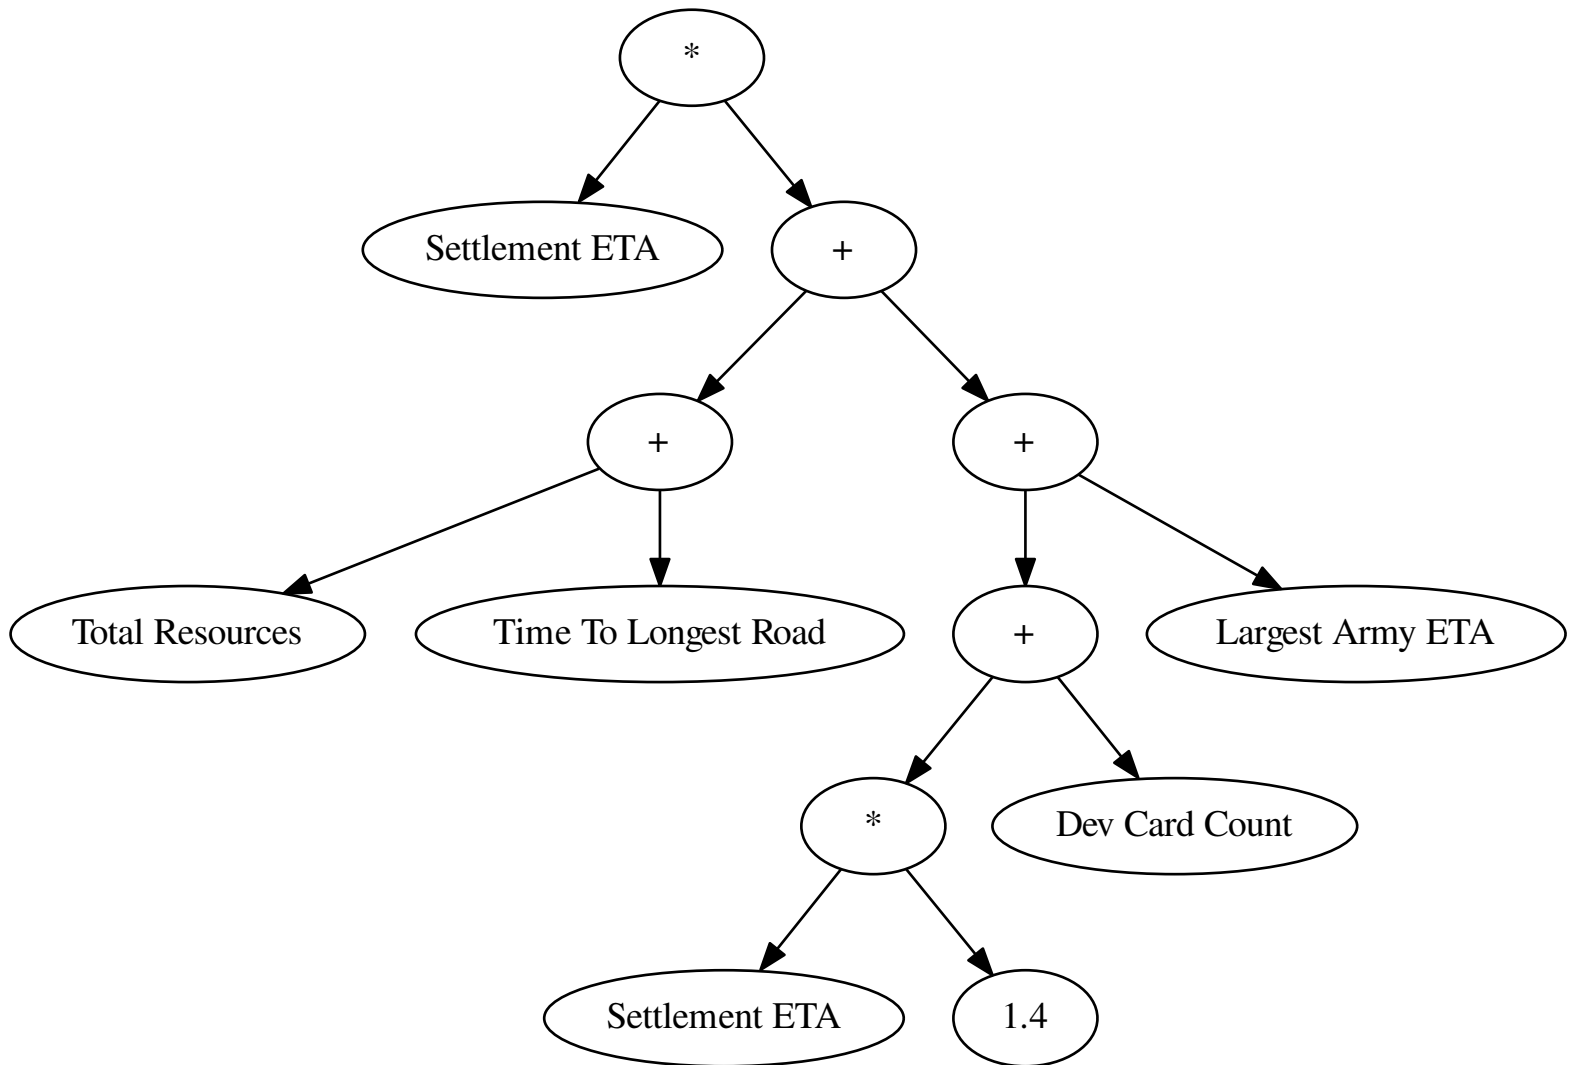 *
Settlement ETA
+
+
+
Total Resources
Time To Longest Road
+
Largest Army ETA
*
Dev Card Count
Settlement ETA
1.4